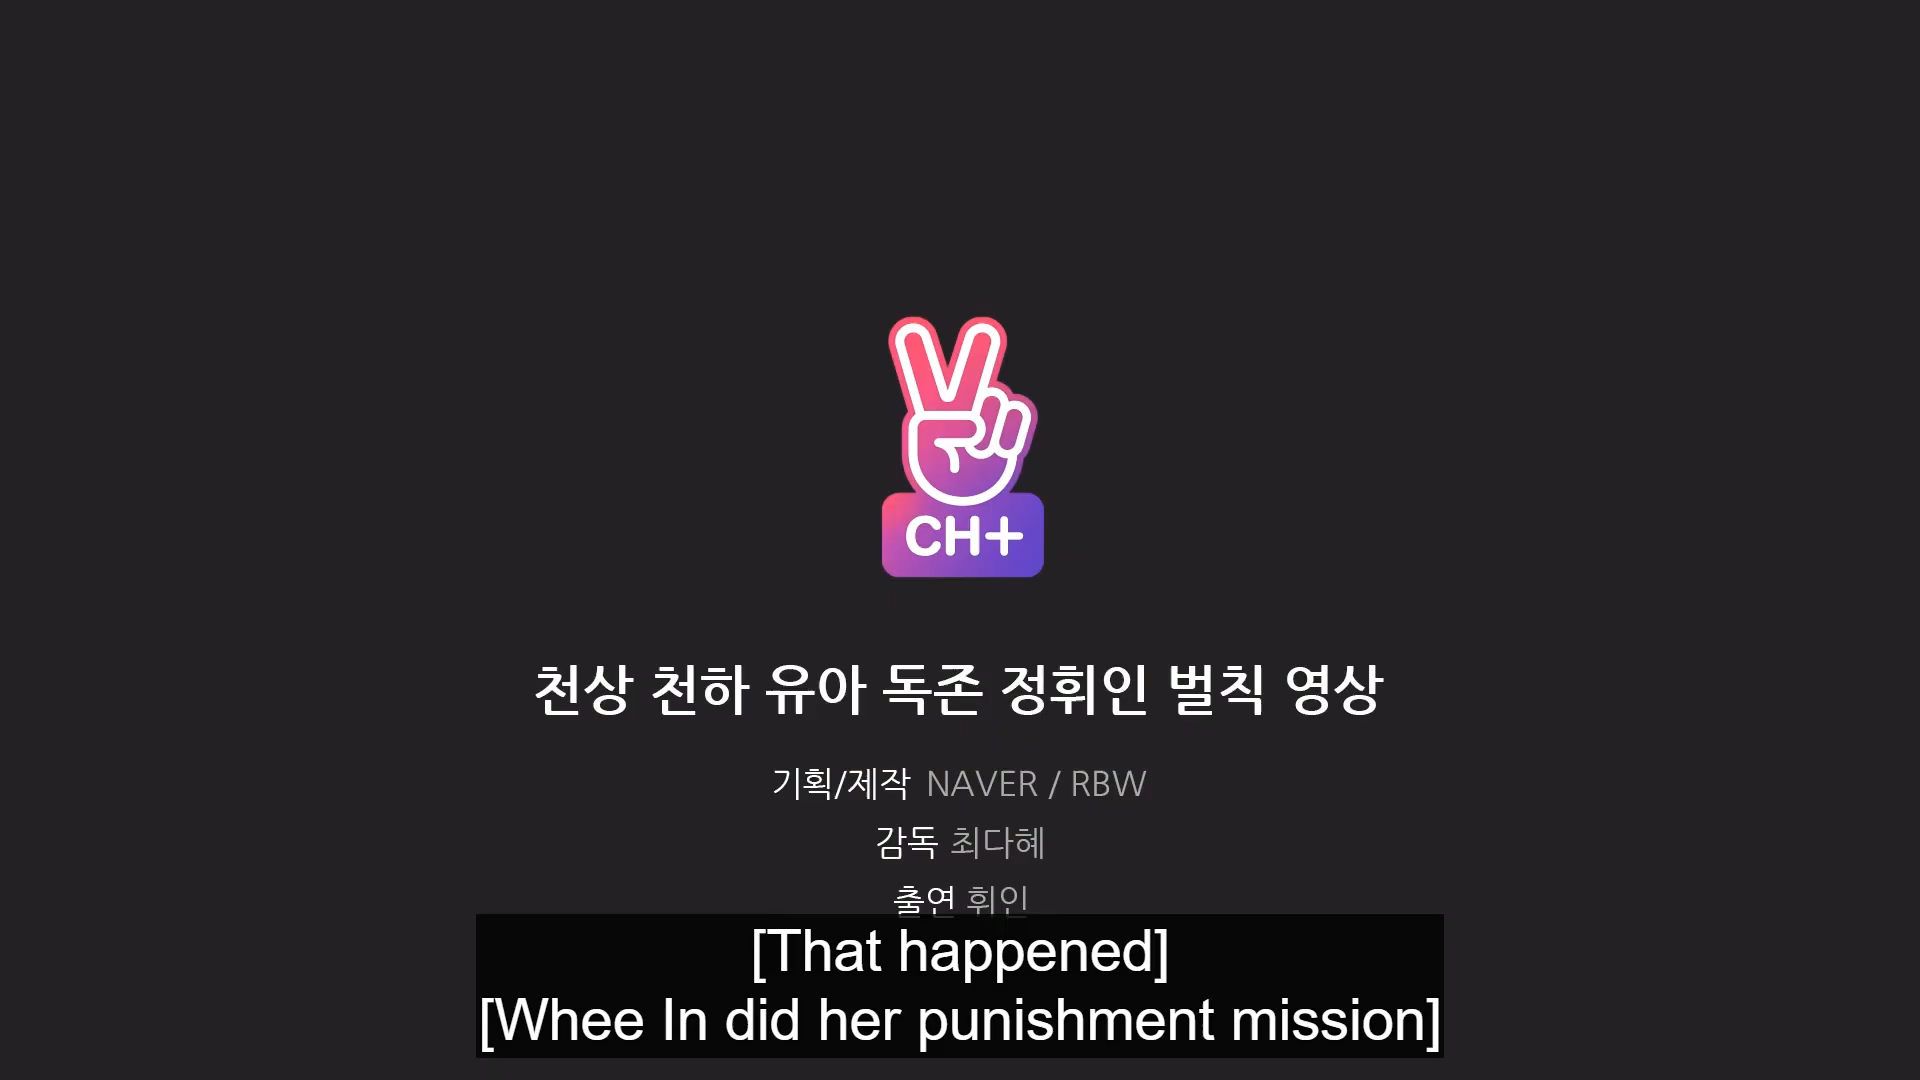 CH+
천상 천하 유아 독존 정휘인 벌칙 영상
기획/제작 NAVER / RBW
감독 최다혜
출연 휘인
[That happened]
[Whee In did her punishment mission]